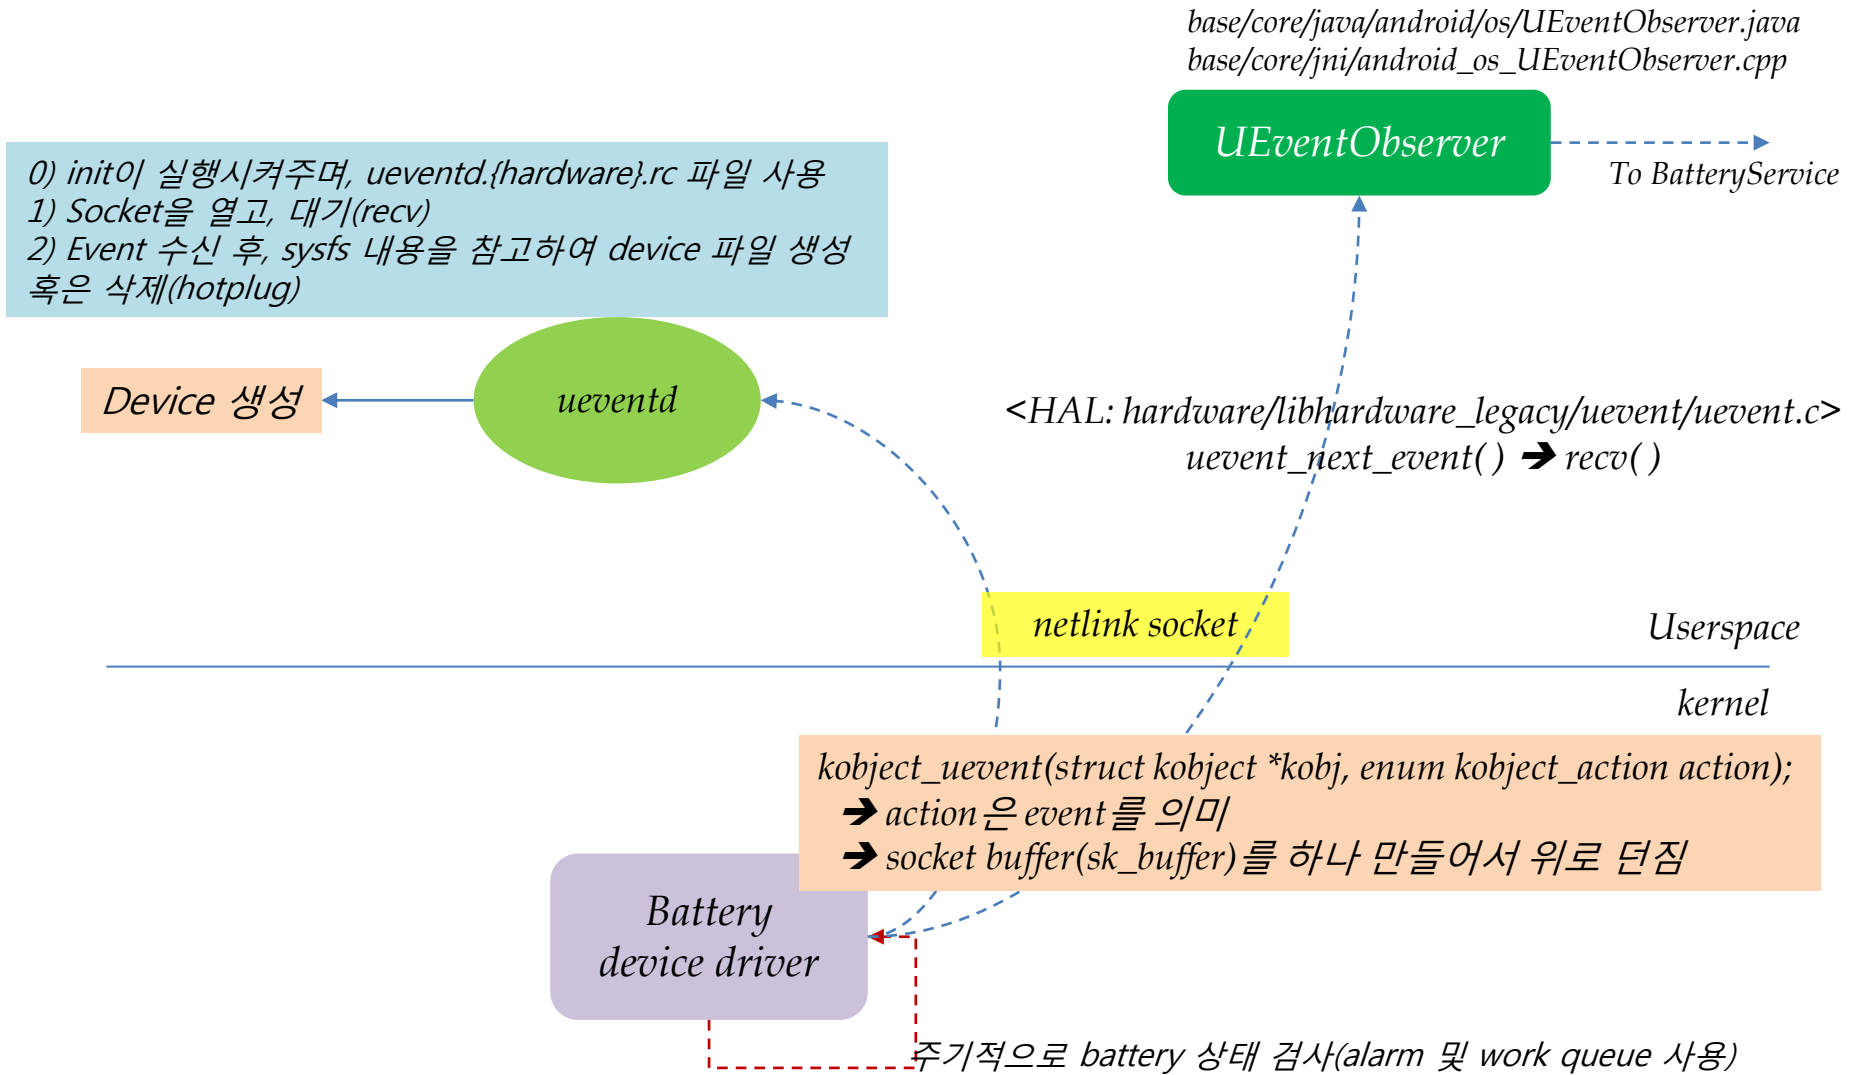 base/core/java/android/os/UEventObserver.java
base/core/jni/android_os_UEventObserver.cpp
UEventObserver
To BatteryService
0) init이 실행시켜주며, ueventd.{hardware}.rc 파일 사용
1) Socket을 열고, 대기(recv)
2) Event 수신 후, sysfs 내용을 참고하여 device 파일 생성
혹은 삭제(hotplug)
Device 생성
ueventd
<HAL: hardware/libhardware_legacy/uevent/uevent.c>
uevent_next_event( ) ➔ recv( )
netlink socket
Userspace
kernel
kobject_uevent(struct kobject *kobj, enum kobject_action action);
➔ action은 event를 의미
➔ socket buffer(sk_buffer)를 하나 만들어서 위로 던짐
Battery
device driver
주기적으로 battery 상태 검사(alarm 및 work queue 사용)